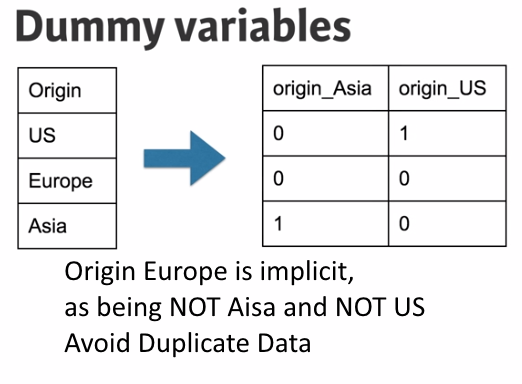 Dummy variables
Origin
US
Europe
Asia
origin_Asia origin_US
0 1
0 0
1 0
Origin Europe is implicit,
as being NOT Aisa and NOT US
Avoid Duplicate Data